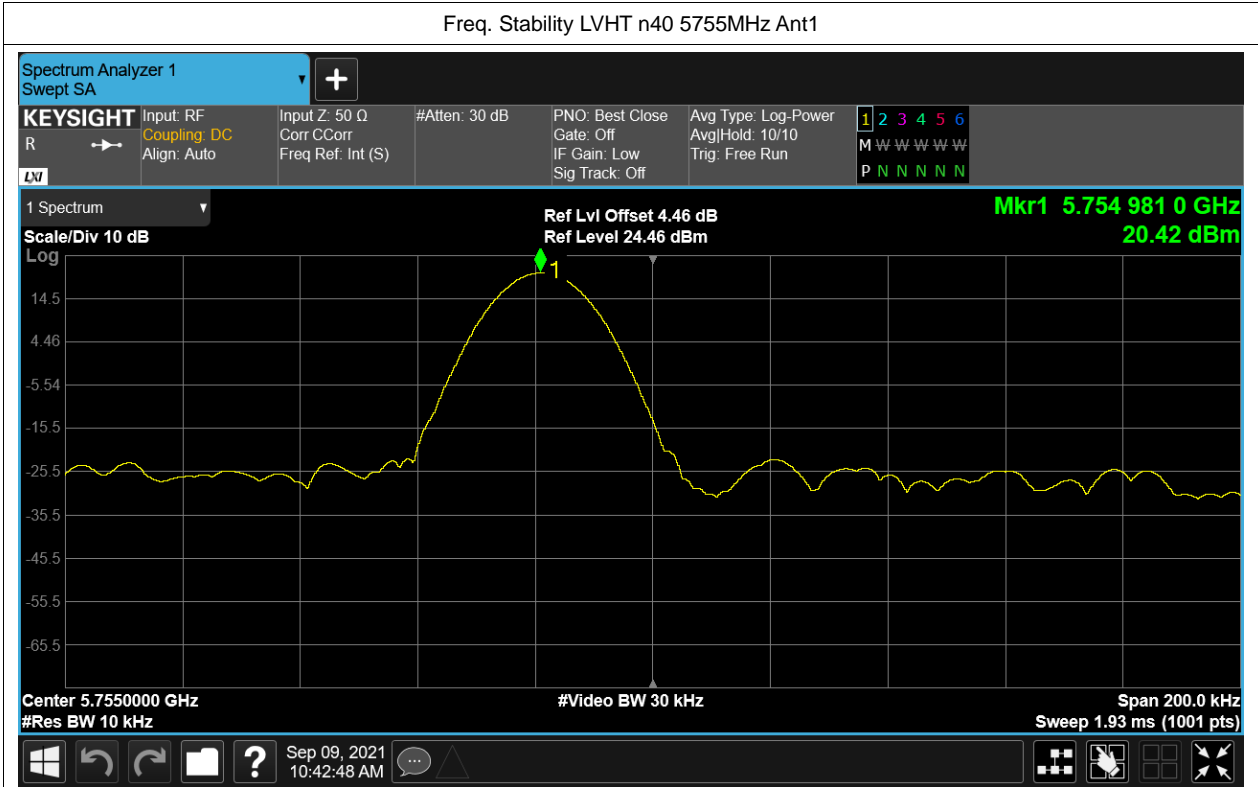 Freq. Stability LVHT n40 5755MHz Ant1
Spectrum Analyzer 1
Swept SA
KEYSIGHT
R
LXI
Input: RF
Coupling: DC
Align: Auto
Input Z: 50 Ω
Corr CCorr
Freq Ref: Int (S)
#Atten: 30 dB
PNO: Best Close
Gate: Off
IF Gain: Low
Sig Track: Off
Avg Type: Log-Power
Avg|Hold: 10/10
Trig: Free Run
1 2 3 4 5 6
M W W W W W
P N N N N N
1 Spectrum
Scale/Div 10 dB
Ref Lvl Offset 4.46 dB
Ref Level 24.46 dBm
Mkr1 5.754 981 0 GHz
20.42 dBm
Log
1
14.5
4.46
-5.54
-15.5
-25.5
-35.5
-45.5
-55.5
-65.5
Center 5.7550000 GHz
#Video BW 30 kHz
Span 200.0 kHz
#Res BW 10 kHz
Sweep 1.93 ms (1001 pts)
?
Sep 09, 2021
10:42:48 AM